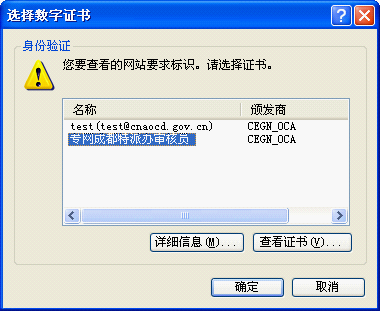 选择数字证书
身份验证
您要查看的网站要求标识。请选择证书。
名称 颁发商
test(test@cnaocd.gov.cn) CEGN_OCA
专网成都特派办审核员 CEGN_OCA
详细信息(M)... 查看证书(V)...
确定 取消